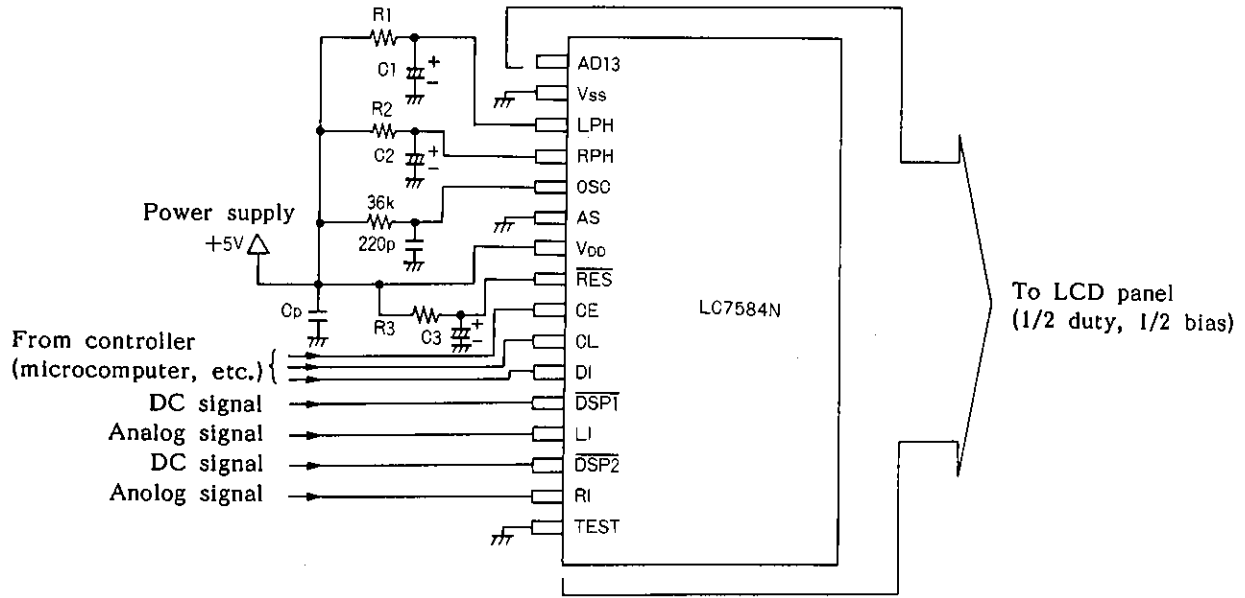 R1
C1
+
−
R2
C2
+
−
36k
220p
Power supply
+5V
Cp
R3
C3
+
−
From controller
(microcomputer, etc.)
DC signal
Analog signal
DC signal
Anolog signal
AD13
Vss
LPH
RPH
OSC
AS
VDD
RES
CE
CL
DI
DSP1
LI
DSP2
RI
TEST
LC7584N
To LCD panel
(1/2 duty, 1/2 bias)